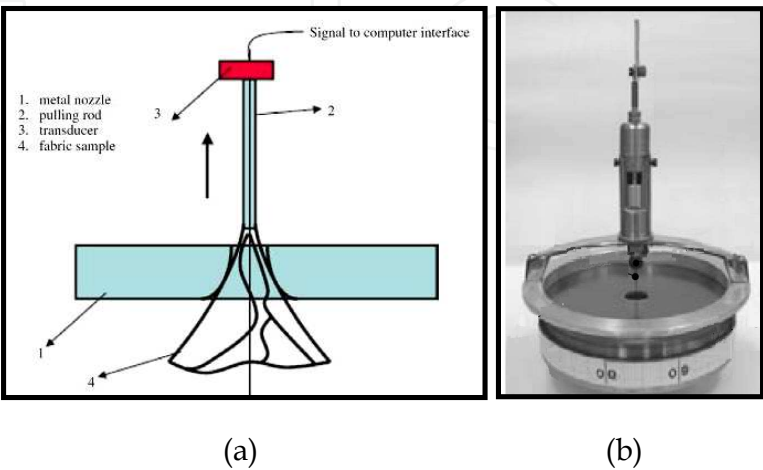 Signal to computer interface
1. metal nozzle
2. pulling rod
3. transducer
4. fabric sample
3
2
1
4
(a)
(b)